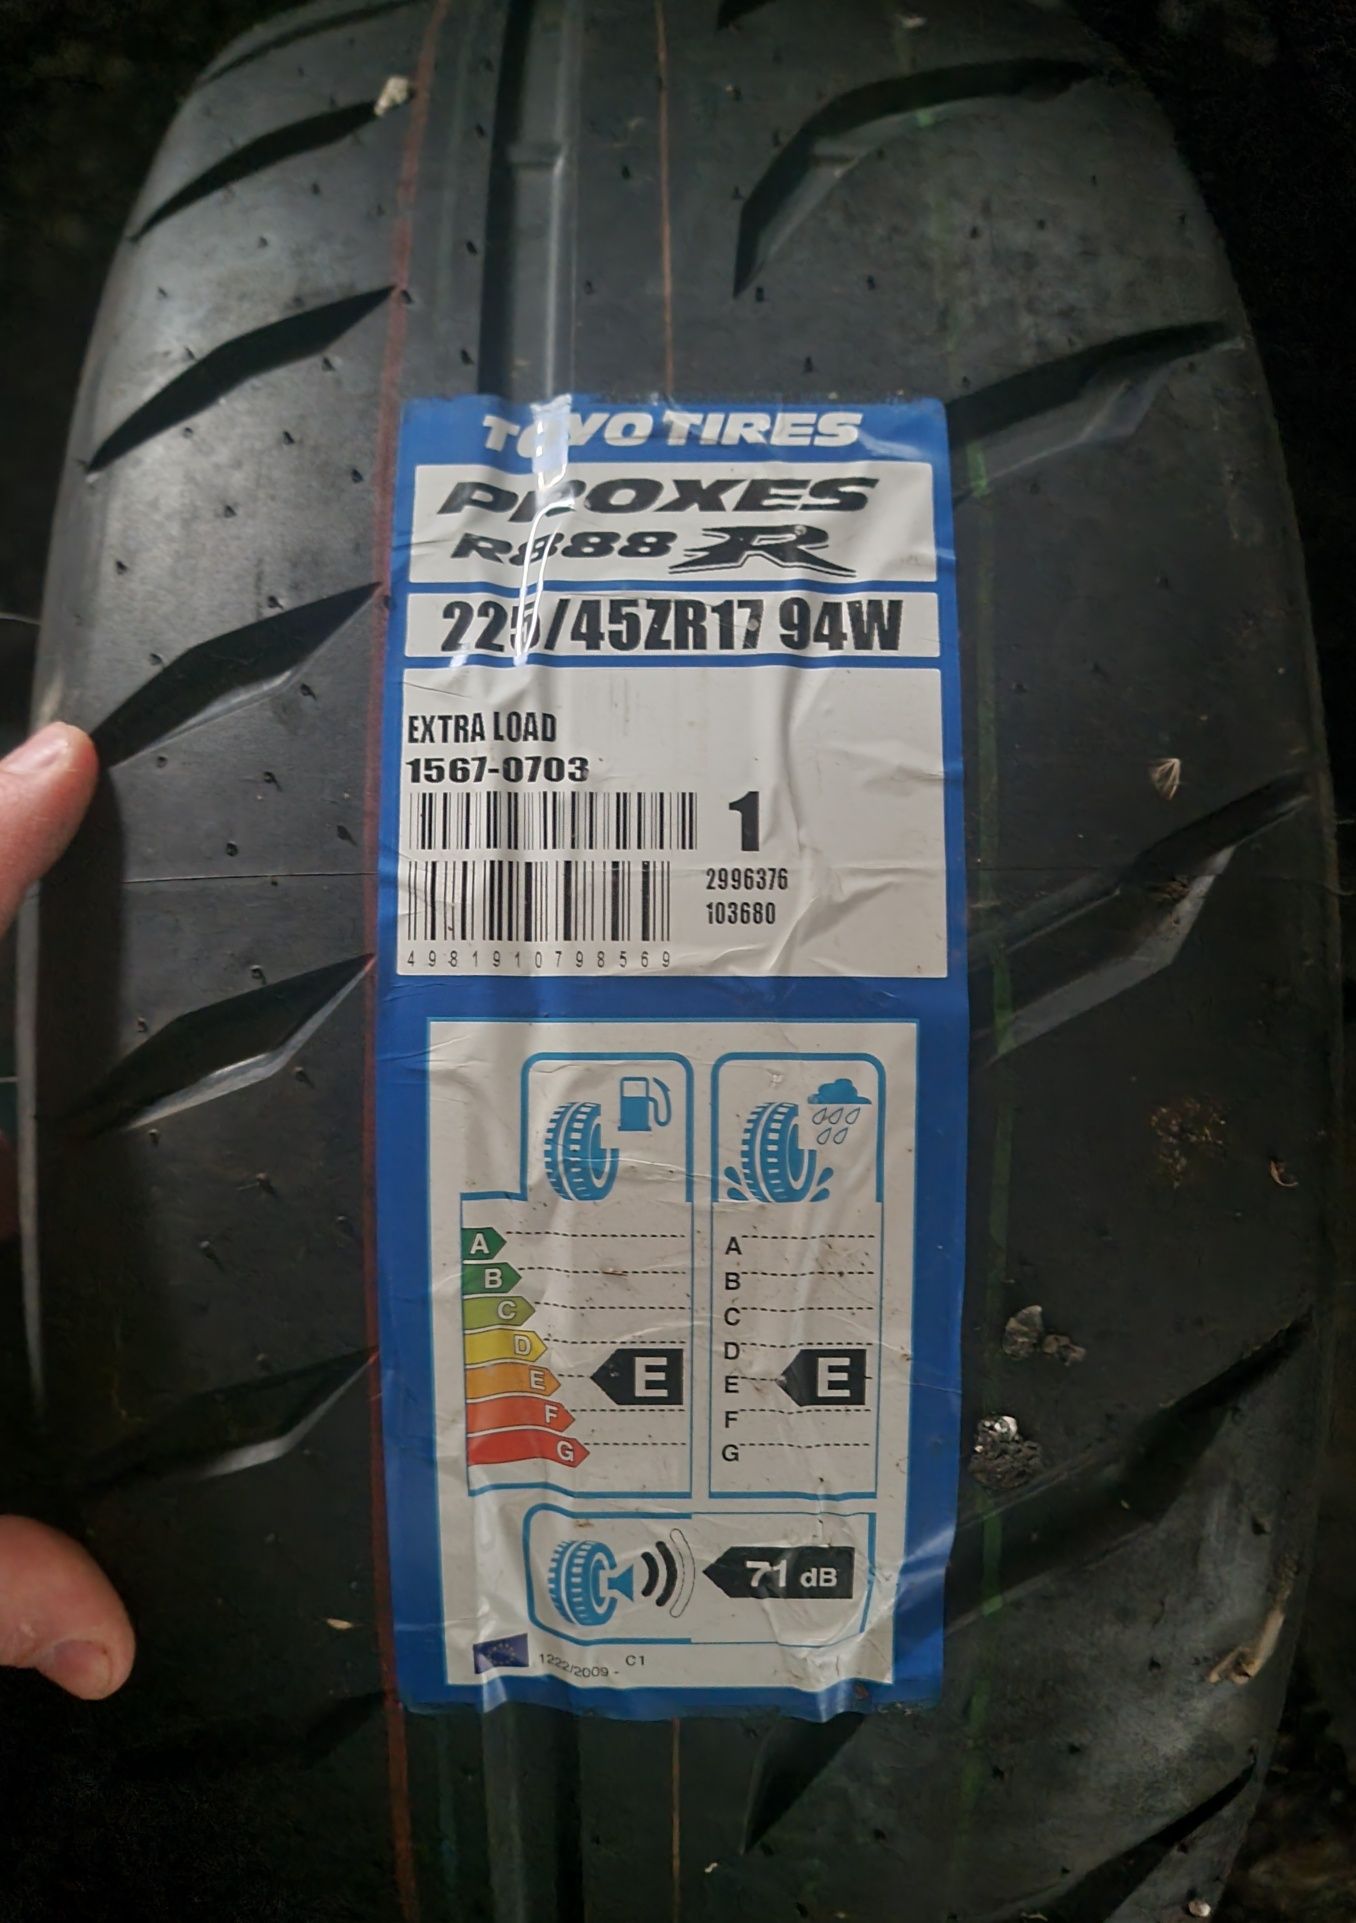 TOYO TIRES
PROXES
R888 R
225/45ZR17 94W
EXTRA LOAD
1567-0703
1
2996376
103680
4981910798569
A
B
C
D
E
F
G
E
A
B
C
D
E
F
G
E
71 dB
1222/2009 - C1